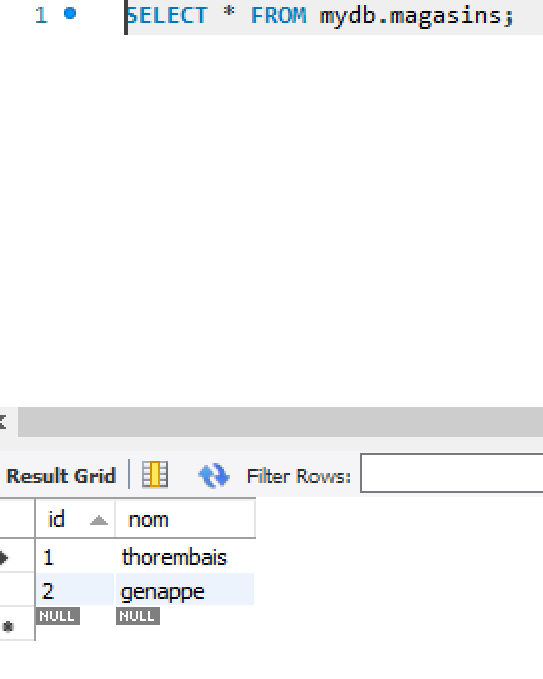 1 SELECT * FROM mydb.magasins;
Result Grid Filter Rows:
id nom
1 thorembais
2 genappe
NULL NULL